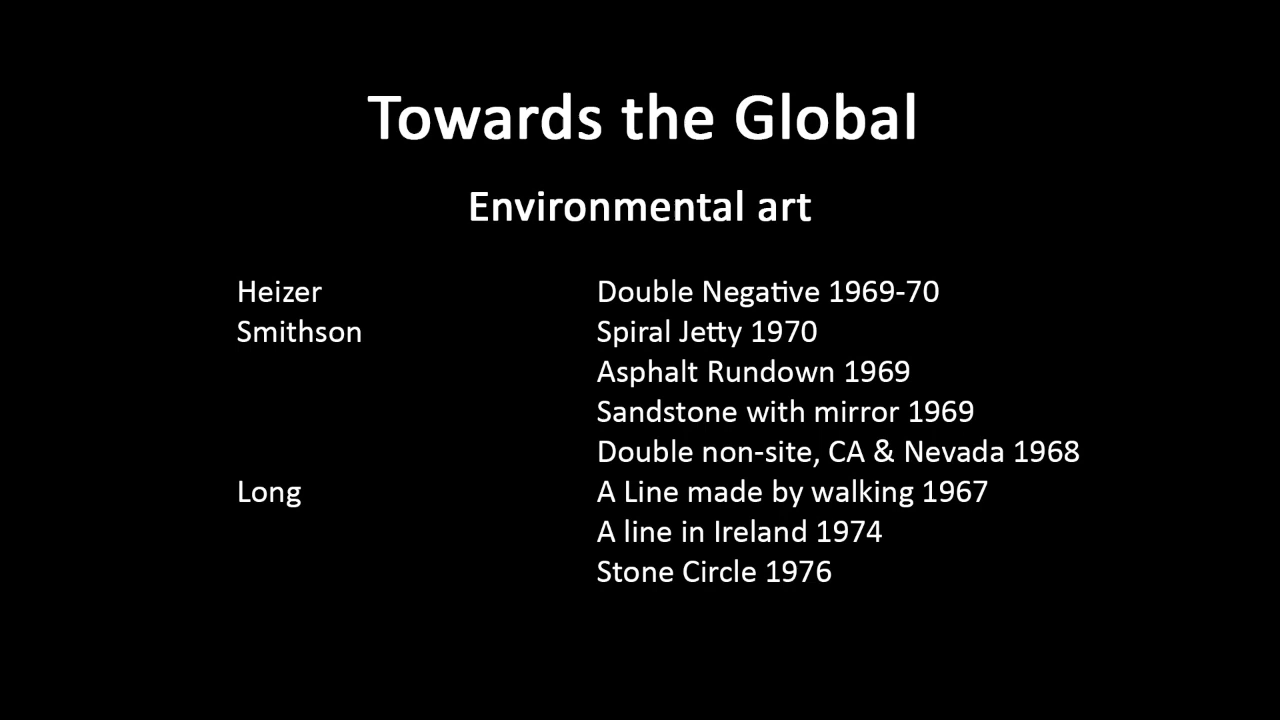 Towards the Global
Environmental art
Heizer Double Negative 1969-70
Smithson Spiral Jetty 1970
Asphalt Rundown 1969
Sandstone with mirror 1969
Double non-site, CA & Nevada 1968
Long A Line made by walking 1967
A line in Ireland 1974
Stone Circle 1976